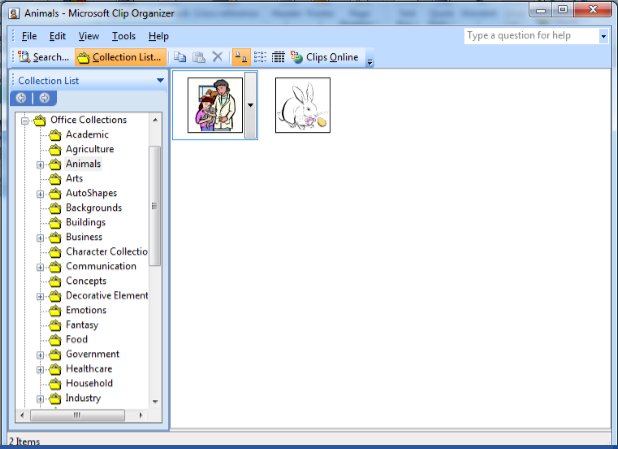 Animals - Microsoft Clip Organizer
File Edit View Tools Help Type a question for help
Search... Collection List... Clips Online
Collection List
Office Collections
Academic
Agriculture
Animals
Arts
AutoShapes
Backgrounds
Buildings
Business
Character Collectio
Communication
Concepts
Decorative Element
Emotions
Fantasy
Food
Government
Healthcare
Household
Industry
2 Items